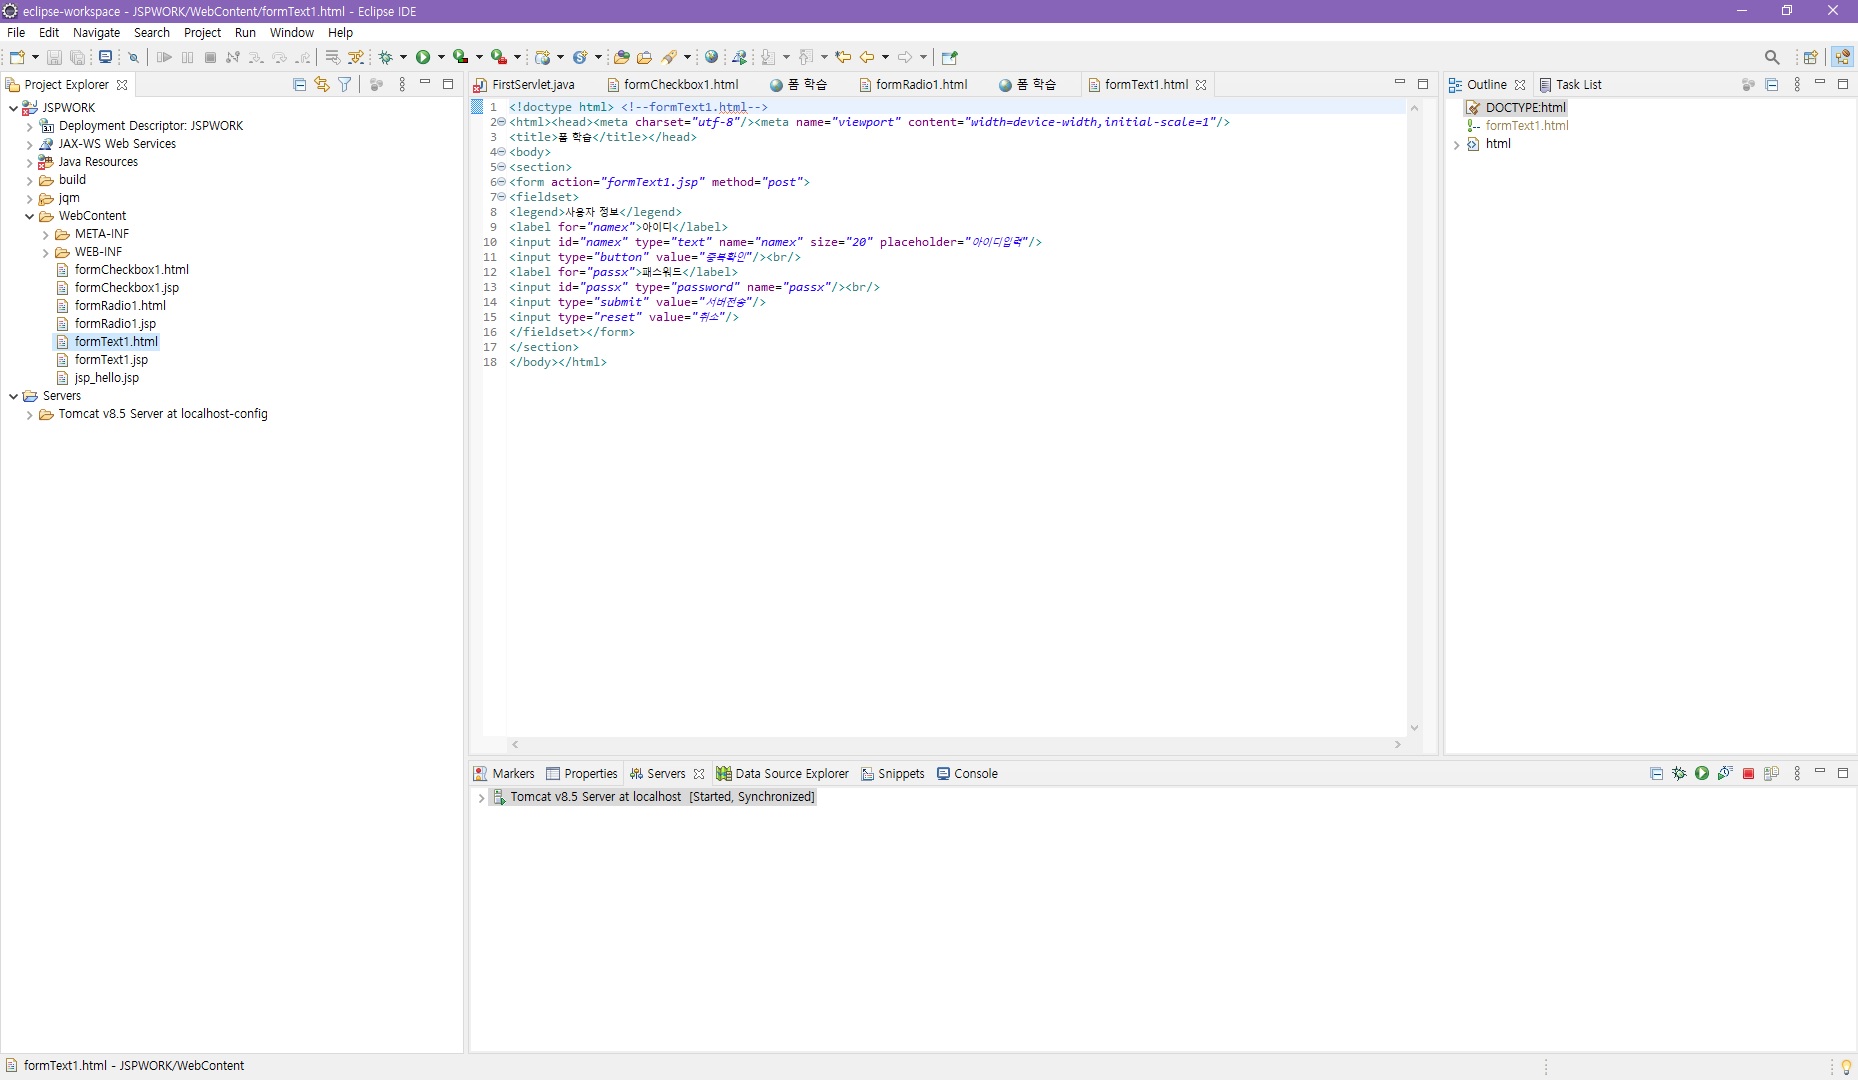 eclipse-workspace - JSPWORK/WebContent/formText1.html - Eclipse IDE
File Edit Navigate Search Project Run Window Help
Project Explorer
JSPWORK
Deployment Descriptor: JSPWORK
JAX-WS Web Services
Java Resources
build
jqm
WebContent
META-INF
WEB-INF
formCheckbox1.html
formCheckbox1.jsp
formRadio1.html
formRadio1.jsp
formText1.html
formText1.jsp
jsp_hello.jsp
Servers
Tomcat v8.5 Server at localhost-config
FirstServlet.java formCheckbox1.html 폼 학습 formRadio1.html 폼 학습 formText1.html
1 <!doctype html> <!--formText1.html-->
2 <html><head><meta charset="utf-8"/><meta name="viewport" content="width=device-width,initial-scale=1"/>
3 <title>폼 학습</title></head>
4 <body>
5 <section>
6 <form action="formText1.jsp" method="post">
7 <fieldset>
8 <legend>사용자 정보</legend>
9 <label for="namex">아이디</label>
10 <input id="namex" type="text" name="namex" size="20" placeholder="아이디입력"/>
11 <input type="button" value="중복확인"/><br/>
12 <label for="passx">패스워드</label>
13 <input id="passx" type="password" name="passx"/><br/>
14 <input type="submit" value="서버전송"/>
15 <input type="reset" value="취소"/>
16 </fieldset></form>
17 </section>
18 </body></html>
Outline Task List
DOCTYPE:html
formText1.html
html
Markers Properties Servers Data Source Explorer Snippets Console
Tomcat v8.5 Server at localhost [Started, Synchronized]
formText1.html - JSPWORK/WebContent